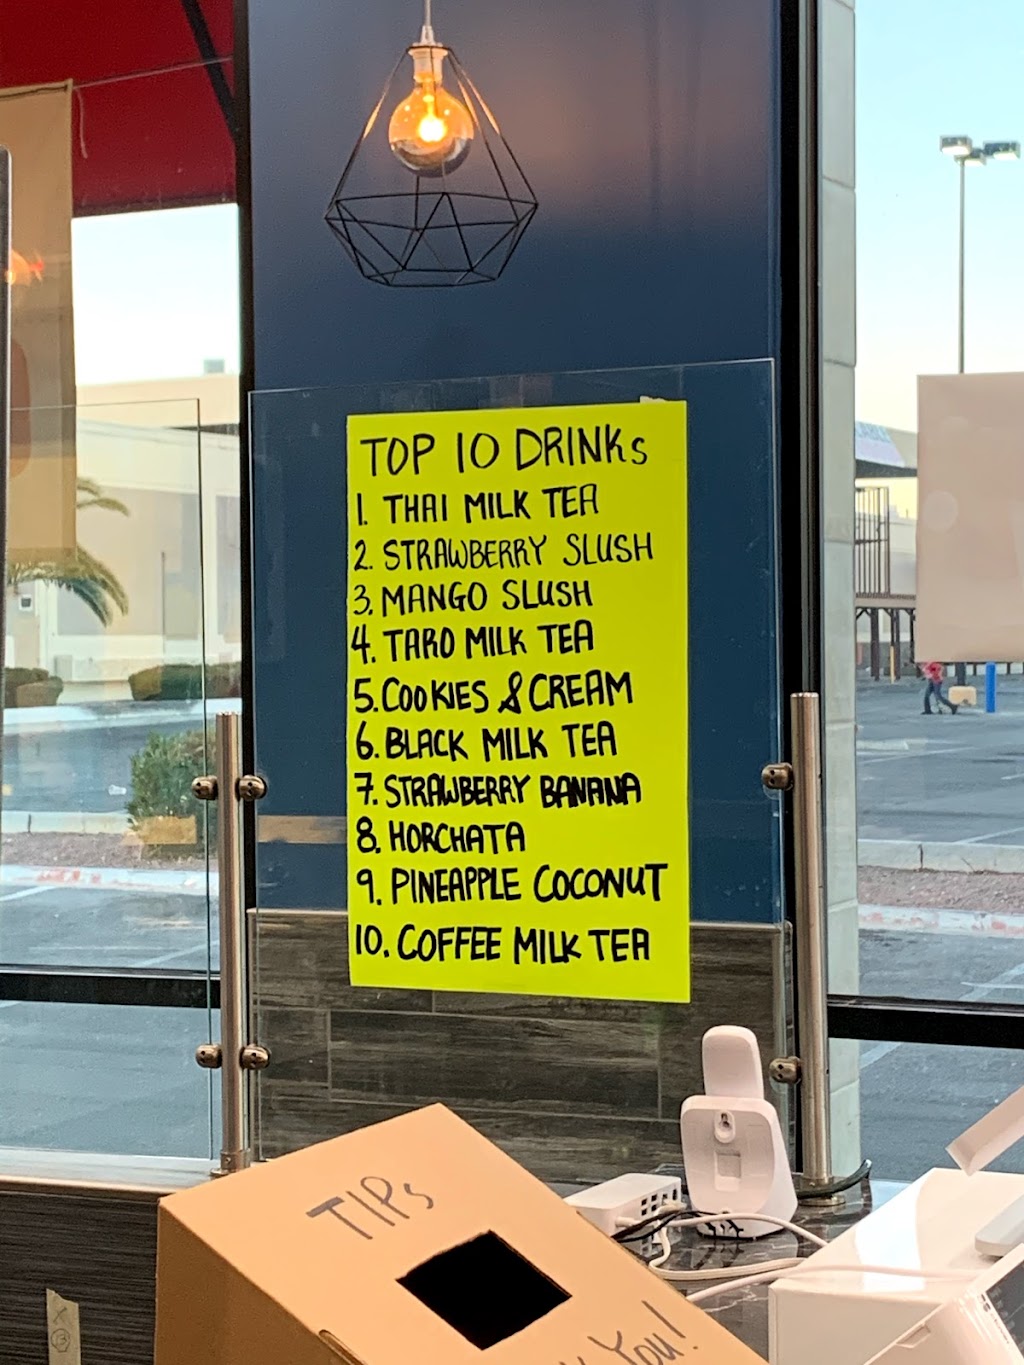 TOP 10 DRINKs
1. THAI MILK TEA
2. STRAWBERRY SLUSH
3. MANGO SLUSH
4. TARO MILK TEA
5. COOKIES & CREAM
6. BLACK MILK TEA
7. STRAWBERRY BANANA
8. HORCHATA
9. PINEAPPLE COCONUT
10. COFFEE MILK TEA
TIPs
You!